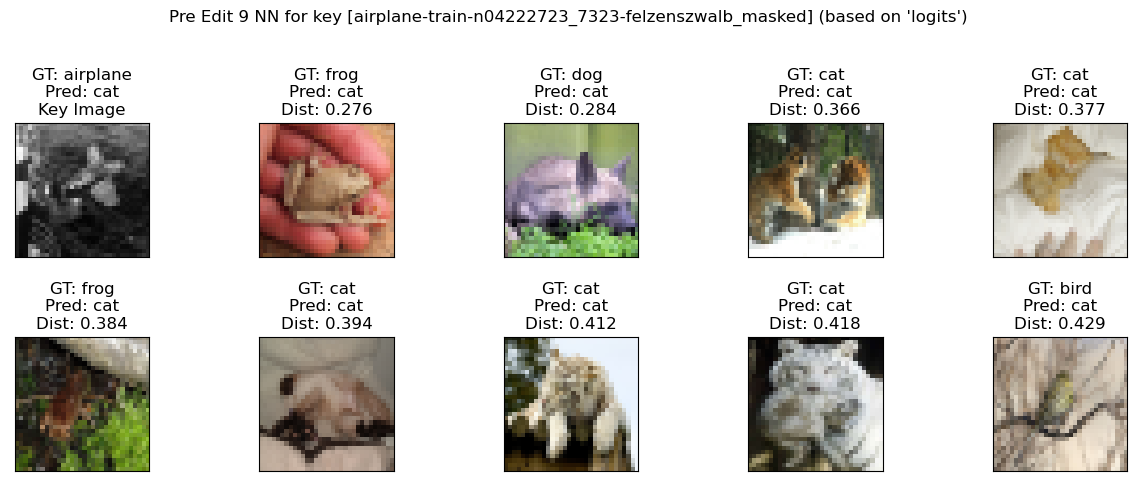 Pre Edit 9 NN for key [airplane-train-n04222723_7323-felzenszwalb_masked] (based on 'logits')
GT: airplane
Pred: cat
Key Image
GT: frog
Pred: cat
Dist: 0.276
GT: dog
Pred: cat
Dist: 0.284
GT: cat
Pred: cat
Dist: 0.366
GT: cat
Pred: cat
Dist: 0.377
GT: frog
Pred: cat
Dist: 0.384
GT: cat
Pred: cat
Dist: 0.394
GT: cat
Pred: cat
Dist: 0.412
GT: cat
Pred: cat
Dist: 0.418
GT: bird
Pred: cat
Dist: 0.429